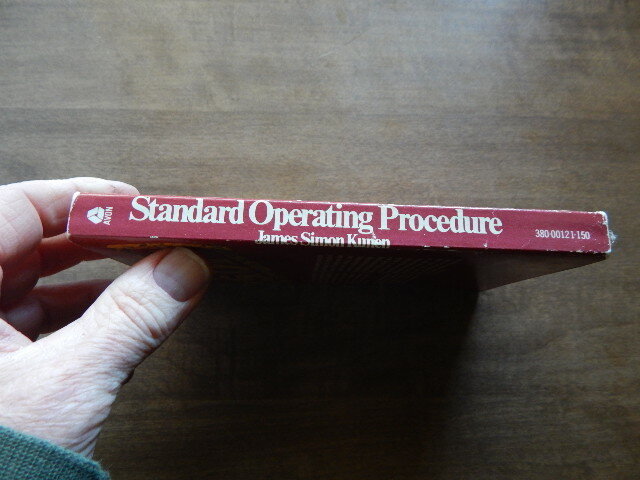 AVON
Standard Operating Procedure
James Simon Kunen
380-00121-150